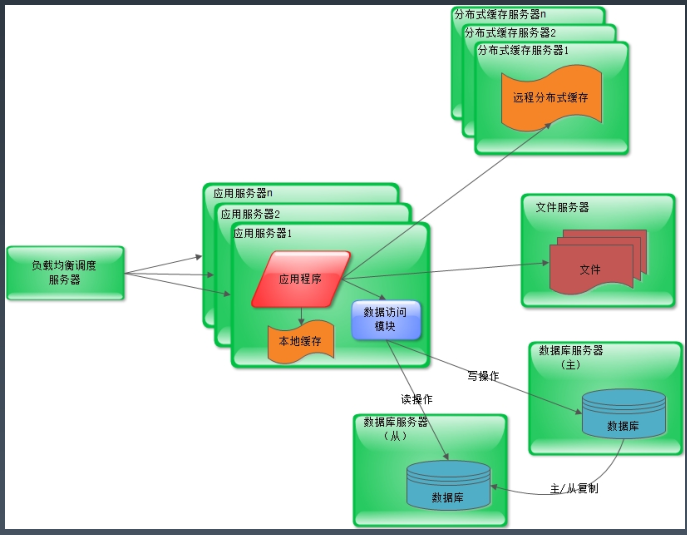 分布式缓存服务器n
分布式缓存服务器2
分布式缓存服务器1
远程分布式缓存
应用服务器n
应用服务器2
应用服务器1
应用程序
数据访问
模块
本地缓存
负载均衡调度
服务器
文件服务器
文件
数据库服务器
（主）
数据库
写操作
读操作
数据库服务器
（从）
数据库
主/从复制